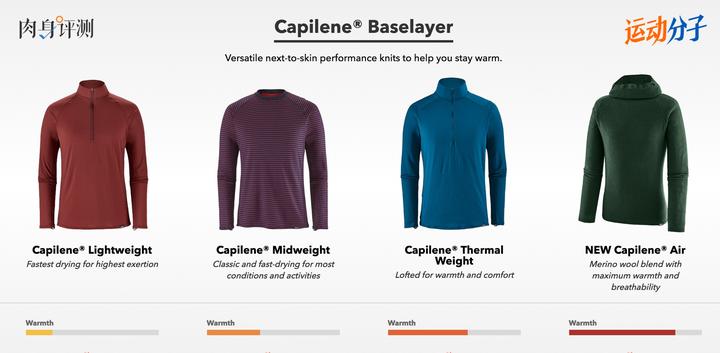 肉身评测
Capilene® Baselayer
运动分子
Versatile next-to-skin performance knits to help you stay warm.
Capilene® Lightweight
Fastest drying for highest exertion
Capilene® Midweight
Classic and fast-drying for most
conditions and activities
Capilene® Thermal
Weight
Lofted for warmth and comfort
NEW Capilene® Air
Merino wool blend with
maximum warmth and
breathability
Warmth
Warmth
Warmth
Warmth